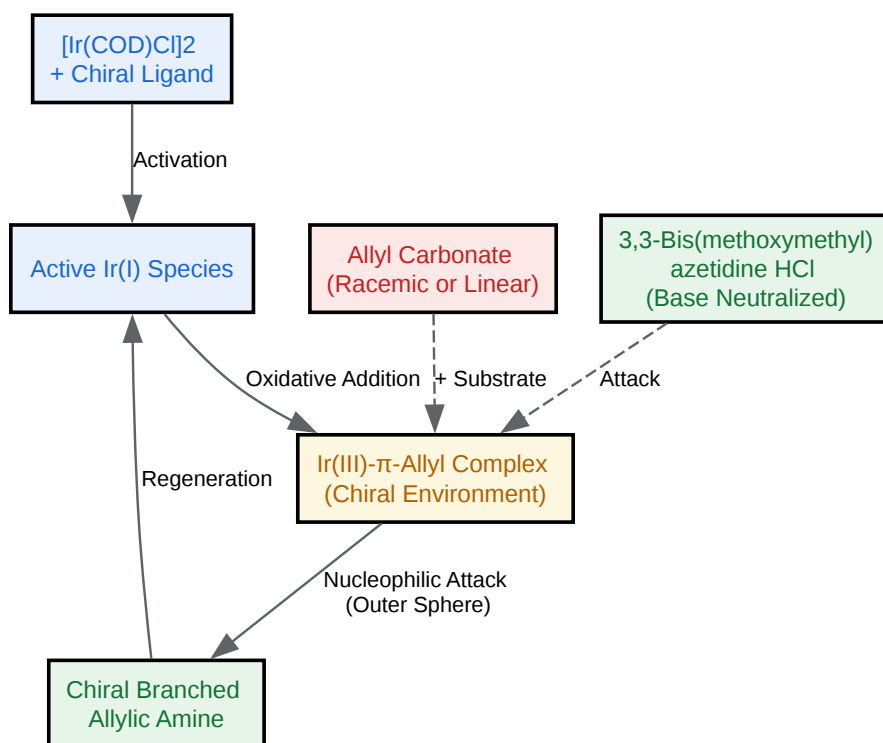 [Ir(COD)Cl]2
+ Chiral Ligand
Activation
Active Ir(I) Species
Allyl Carbonate
(Racemic or Linear)
3,3-Bis(methoxymethyl)
azetidine HCl
(Base Neutralized)
Oxidative Addition
+ Substrate
Attack
Ir(III)-π-Allyl Complex
(Chiral Environment)
Regeneration
Nucleophilic Attack
(Outer Sphere)
Chiral Branched
Allylic Amine